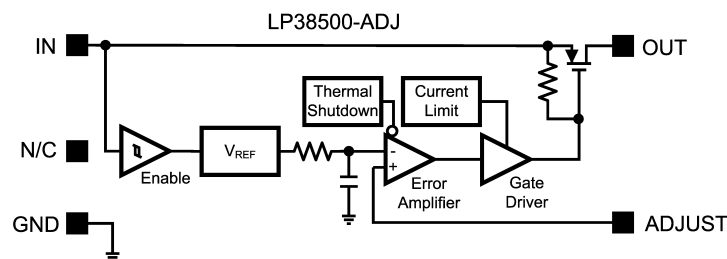 LP38500-ADJ
IN
OUT
Thermal
Shutdown
Current
Limit
N/C
VREF
-
+
Enable
Error
Amplifier
Gate
Driver
GND
ADJUST